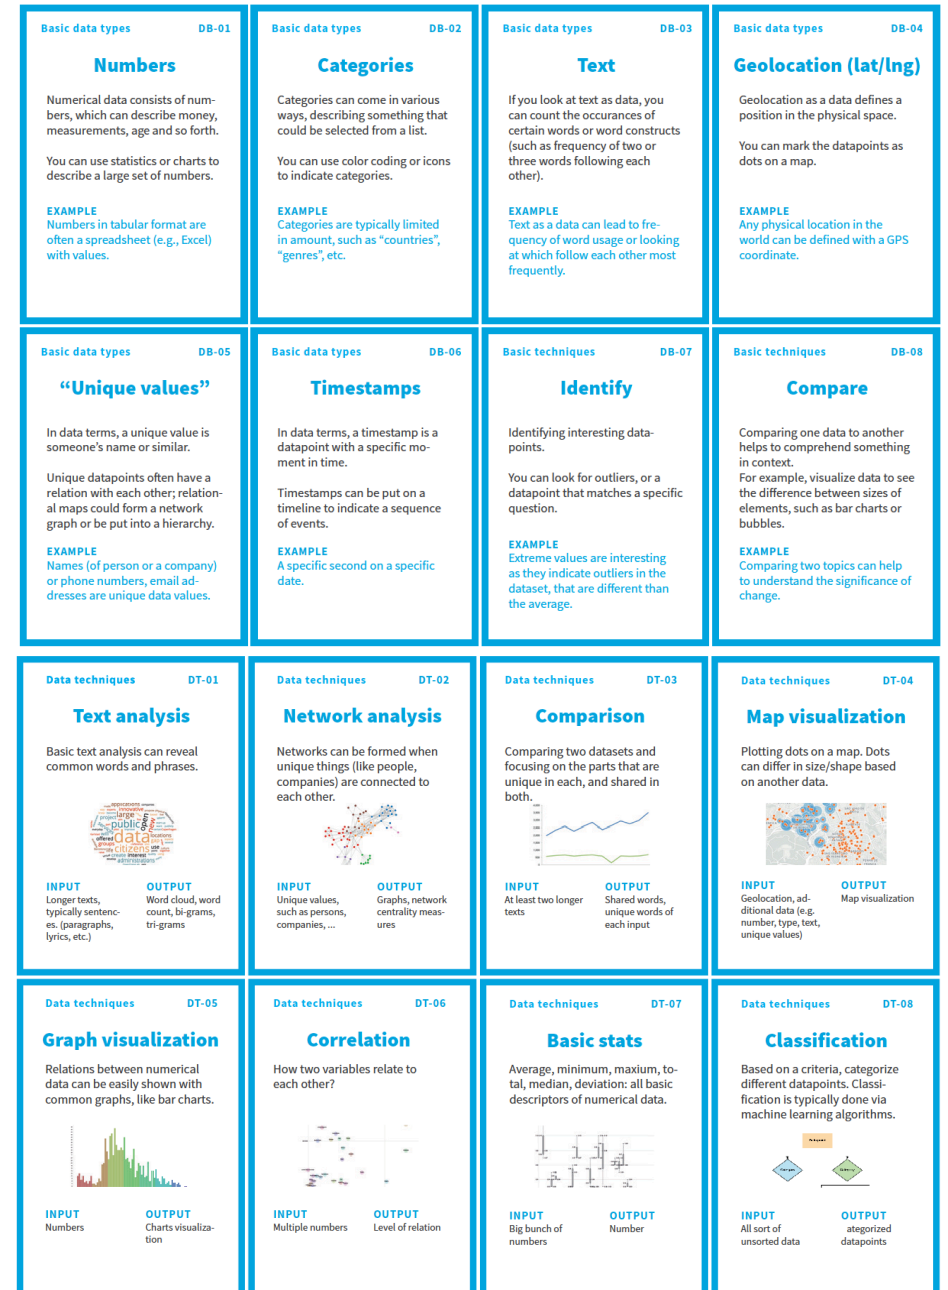 Basic data types DB-01
Numbers
Numerical data consists of num-
bers, which can describe money,
measurements, age and so forth.
You can use statistics or charts to
describe a large set of numbers.
EXAMPLE
Numbers in tabular format are
often a spreadsheet (e.g., Excel)
with values.
Basic data types DB-02
Categories
Categories can come in various
ways, describing something that
could be selected from a list.
You can use color coding or icons
to indicate categories.
EXAMPLE
Categories are typically limited
in amount, such as “countries”,
“genres”, etc.
Basic data types DB-03
Text
If you look at text as data, you
can count the occurances of
certain words or word constructs
(such as frequency of two or
three words following each
other).
EXAMPLE
Text as a data can lead to fre-
quency of word usage or looking
at which follow each other most
frequently.
Basic data types DB-04
Geolocation (lat/lng)
Geolocation as a data defines a
position in the physical space.
You can mark the datapoints as
dots on a map.
EXAMPLE
Any physical location in the
world can be defined with a GPS
coordinate.
Basic data types DB-05
“Unique values”
In data terms, a unique value is
someone’s name or similar.
Unique datapoints often have a
relation with each other; relation-
al maps could form a network
graph or be put into a hierarchy.
EXAMPLE
Names (of person or a company)
or phone numbers, email ad-
dresses are unique data values.
Basic data types DB-06
Timestamps
In data terms, a timestamp is a
datapoint with a specific mo-
ment in time.
Timestamps can be put on a
timeline to indicate a sequence
of events.
EXAMPLE
A specific second on a specific
date.
Basic techniques DB-07
Identify
Identifying interesting data-
points.
You can look for outliers, or a
datapoint that matches a specific
question.
EXAMPLE
Extreme values are interesting
as they indicate outliers in the
dataset, that are different than
the average.
Basic techniques DB-08
Compare
Comparing one data to another
helps to comprehend something
in context.
For example, visualize data to see
the difference between sizes of
elements, such as bar charts or
bubbles.
EXAMPLE
Comparing two topics can help
to understand the significance of
change.
Data techniques DT-01
Text analysis
Basic text analysis can reveal
common words and phrases.
applications
innovative
large
project
public
open
new
data
offered
locations
groups
citizens
use
create interest
administrations
INPUT
Longer texts,
typically sentenc-
es. (paragraphs,
lyrics, etc.)
OUTPUT
Word cloud, word
count, bi-grams,
tri-grams
Data techniques DT-02
Network analysis
Networks can be formed when
unique things (like people,
companies) are connected to
each other.
INPUT
Unique values,
such as persons,
companies, ...
OUTPUT
Graphs, network
centrality meas-
ures
Data techniques DT-03
Comparison
Comparing two datasets and
focusing on the parts that are
unique in each, and shared in
both.
INPUT
At least two longer
texts
OUTPUT
Shared words,
unique words of
each input
Data techniques DT-04
Map visualization
Plotting dots on a map. Dots
can differ in size/shape based
on another data.
INPUT
Geolocation, ad-
ditional data (e.g.
number, type, text,
unique values)
OUTPUT
Map visualization
Data techniques DT-05
Graph visualization
Relations between numerical
data can be easily shown with
common graphs, like bar charts.
INPUT
Numbers
OUTPUT
Charts visualiza-
tion
Data techniques DT-06
Correlation
How two variables relate to
each other?
INPUT
Multiple numbers
OUTPUT
Level of relation
Data techniques DT-07
Basic stats
Average, minimum, maxium, to-
tal, median, deviation: all basic
descriptors of numerical data.
INPUT
Big bunch of
numbers
OUTPUT
Number
Data techniques DT-08
Classification
Based on a criteria, categorize
different datapoints. Classi-
fication is typically done via
machine learning algorithms.
INPUT
All sort of
unsorted data
OUTPUT
ategorized
datapoints